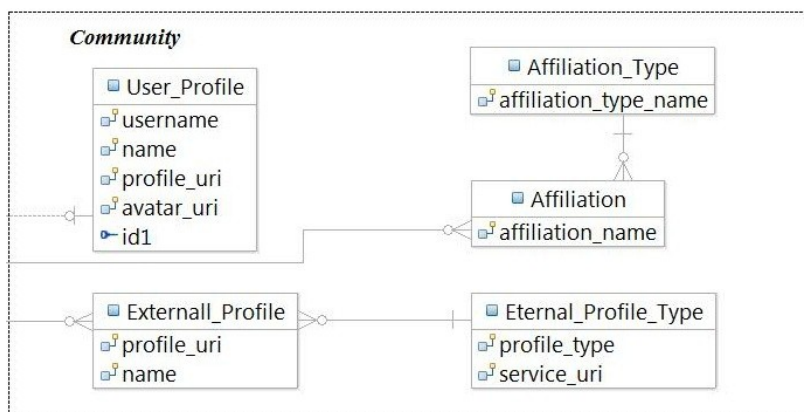 Community
User_Profile
username
name
profile_uri
avatar_uri
id1
Affiliation_Type
affiliation_type_name
Affiliation
affiliation_name
Externall_Profile
profile_uri
name
Eternal_Profile_Type
profile_type
service_uri